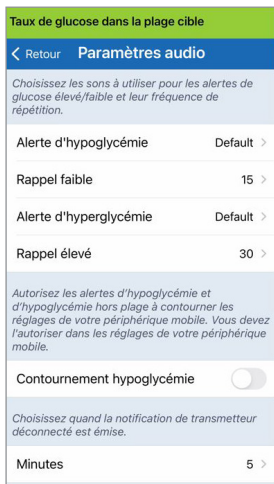 Taux de glucose dans la plage cible
Retour Paramètres audio
Choisissez les sons à utiliser pour les alertes de
glucose élevé/faible et leur fréquence de
répétition.
Alerte d'hypoglycémie Default
Rappel faible 15
Alerte d'hyperglycémie Default
Rappel élevé 30
Autorisez les alertes d'hypoglycémie et
d'hypoglycémie hors plage à contourner les
réglages de votre périphérique mobile. Vous devez
l'autoriser dans les réglages de votre périphérique
mobile.
Contournement hypoglycémie
Choisissez quand la notification de transmetteur
déconnecté est émise.
Minutes 5